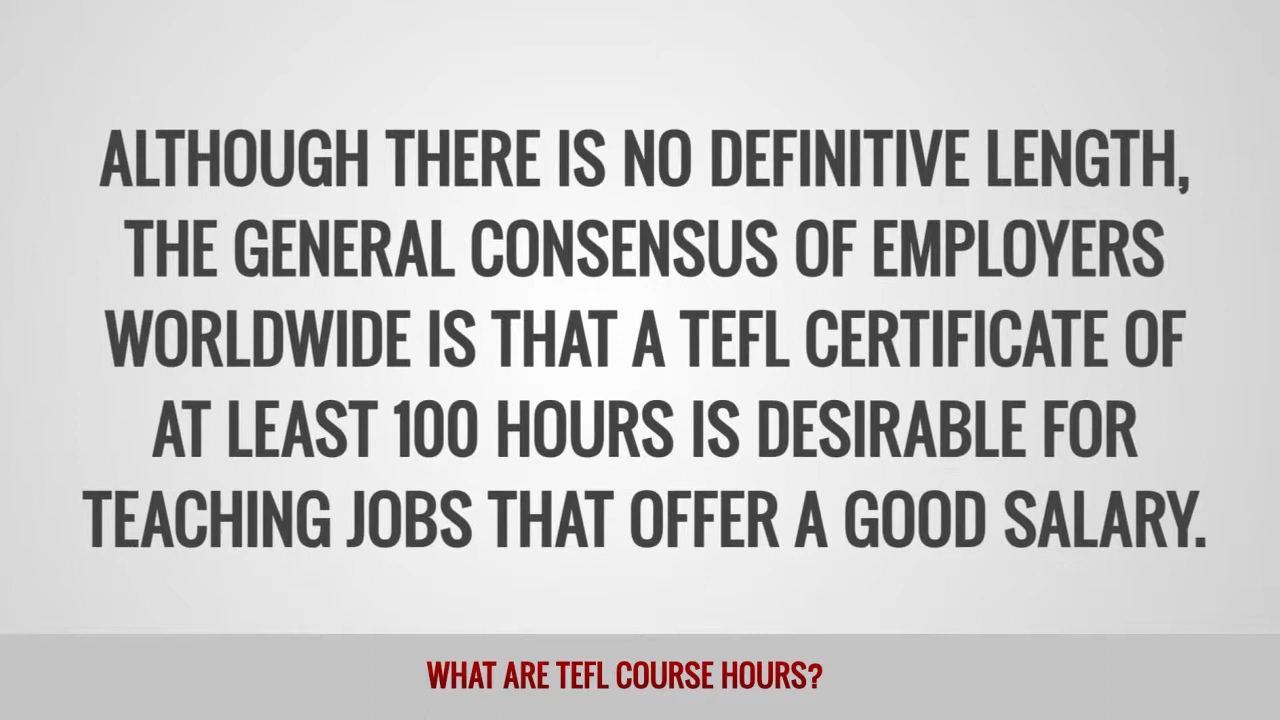 ALTHOUGH THERE IS NO DEFINITIVE LENGTH,
THE GENERAL CONSENSUS OF EMPLOYERS
WORLDWIDE IS THAT A TEFL CERTIFICATE OF
AT LEAST 100 HOURS IS DESIRABLE FOR
TEACHING JOBS THAT OFFER A GOOD SALARY.
WHAT ARE TEFL COURSE HOURS?